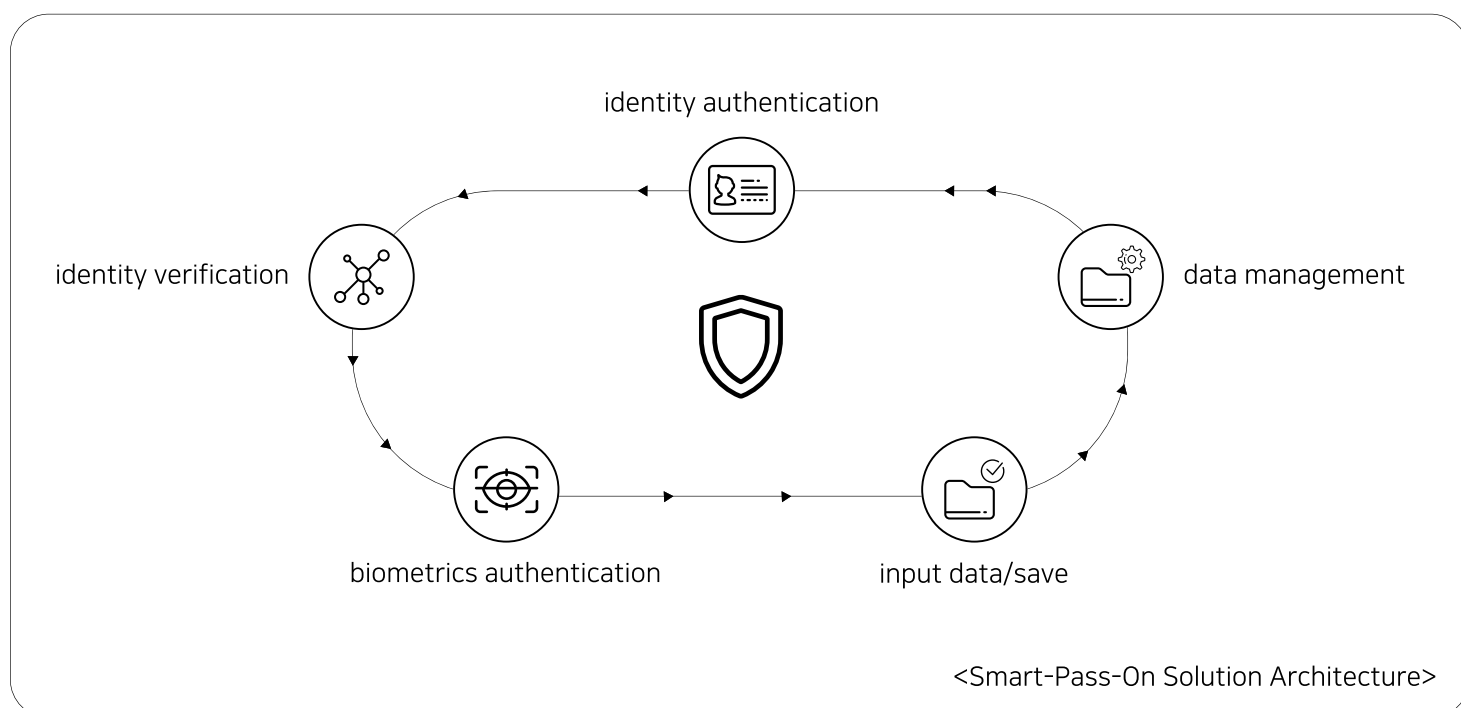 identity authentication
identity verification
data management
biometrics authentication
input data/save
<Smart-Pass-On Solution Architecture>